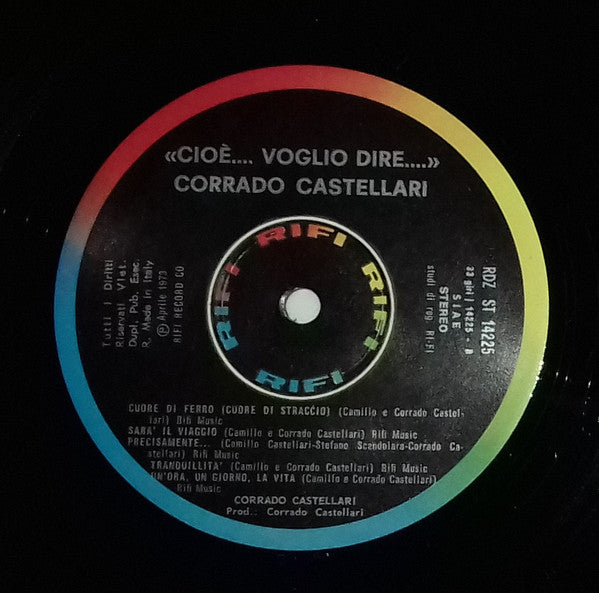 «CIOÈ.... VOGLIO DIRE....»
CORRADO CASTELLARI
Tutti i Diritti
Riservati Viet.
Dupl. Pub. Esec.
R. Made in Italy
Ⓟ Aprile 1973
RIFI RECORD CO
RIFI RIFI RIFI RIFI RIFI
RDZ ST 14225
33 giri 14225 - B
SIAE
STEREO
studi di reg RI-FI
CUORE DI FERRO (CUORE DI STRACCIO) (Camillo e Corrado Castel-
lari) Rifi Music
SARA' IL VIAGGIO (Camillo e Corrado Castellari) Rifi Music
PRECISAMENTE... (Camillo Castellari-Stefano Scandolara-Corrado Ca-
stellari) Rifi Music
TRANQUILLITA' (Camillo e Corrado Castellari) Rifi Music
UN'ORA, UN GIORNO, LA VITA (Camillo e Corrado Castellari)
Rifi Music
CORRADO CASTELLARI
Prod.: Corrado Castellari